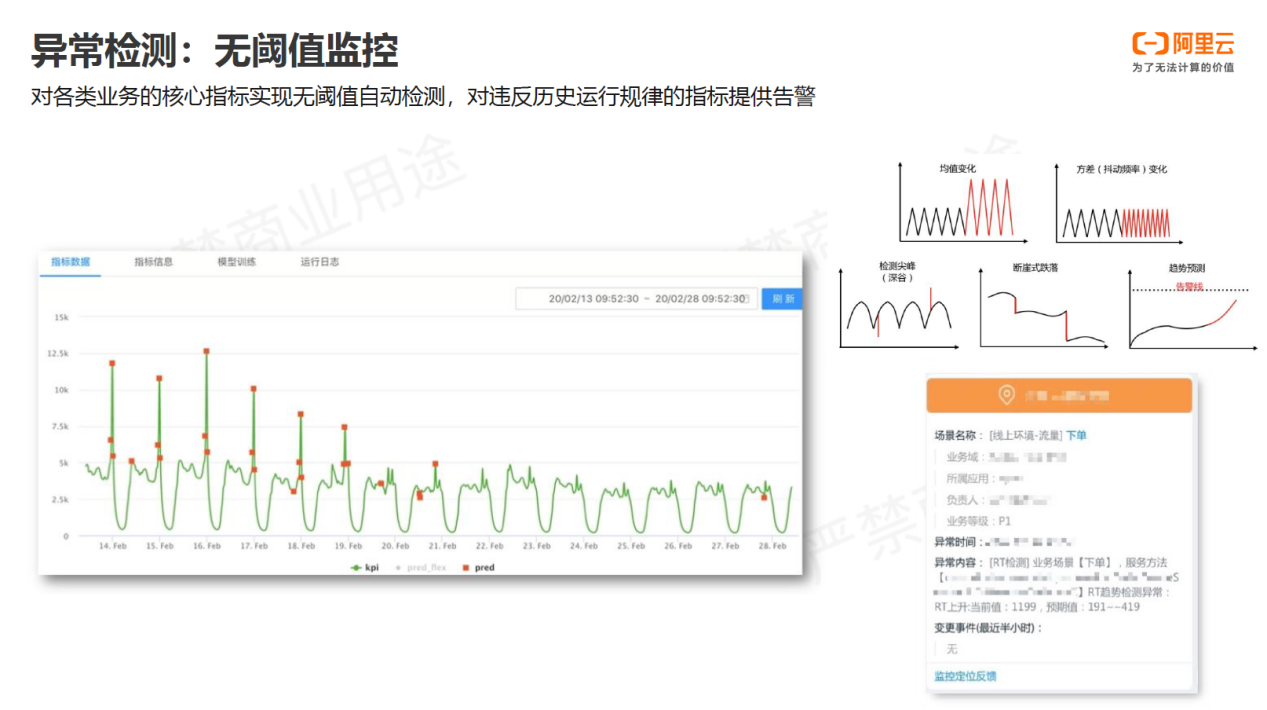 异常检测：无阈值监控
阿里云
为了无法计算的价值
对各类业务的核心指标实现无阈值自动检测，对违反历史运行规律的指标提供告警
指标数据 指标信息 模型训练 运行日志
20/02/13 09:52:30 ~ 20/02/28 09:52:30
刷 新
15k
12.5k
10k
7.5k
5k
2.5k
0
14. Feb 15. Feb 16. Feb 17. Feb 18. Feb 19. Feb 20. Feb 21. Feb 22. Feb 23. Feb 24. Feb 25. Feb 26. Feb 27. Feb 28. Feb
kpi pred_flex pred
均值变化
方差（抖动频率）变化
检测尖峰
（深谷）
断崖式跌落
趋势预测
告警线
场景名称： [线上环境-流量] 下单
业务域：
所属应用：
负责人：
业务等级：P1
异常时间：
异常内容： [RT检测] 业务场景【下单】，服务方法
【
】RT趋势检测异常：
RT上升:当前值：1199，预期值：191~~419
变更事件(最近半小时)：
无
监控定位反馈
禁商业用途
禁商
严禁